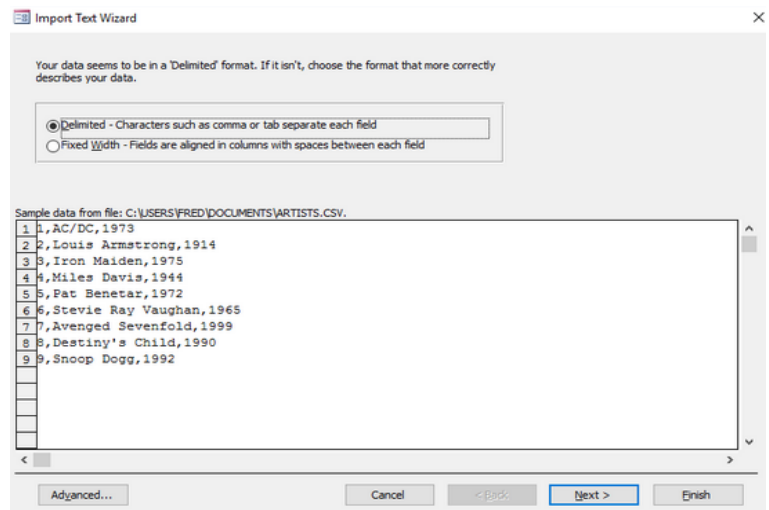 Import Text Wizard
Your data seems to be in a 'Delimited' format. If it isn't, choose the format that more correctly
describes your data.
Delimited - Characters such as comma or tab separate each field
Fixed Width - Fields are aligned in columns with spaces between each field
Sample data from file: C:\USERS\FRED\DOCUMENTS\ARTISTS.CSV.
1 1,AC/DC,1973
2 2,Louis Armstrong,1914
3 3,Iron Maiden,1975
4 4,Miles Davis,1944
5 5,Pat Benetar,1972
6 6,Stevie Ray Vaughan,1965
7 7,Avenged Sevenfold,1999
8 8,Destiny's Child,1990
9 9,Snoop Dogg,1992
Advanced... Cancel < Back Next > Finish